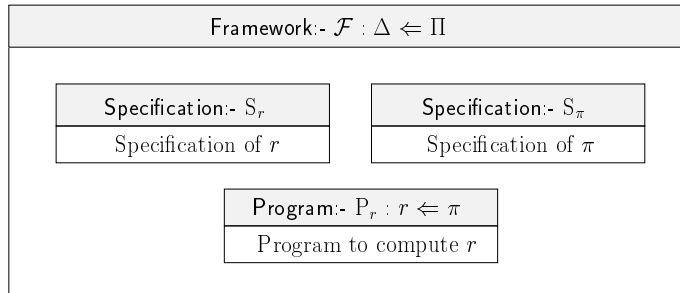 Framework:- ℱ : Δ ⇐ Π
Specification:- S_r
Specification of r
Specification:- S_π
Specification of π
Program:- P_r : r ⇐ π
Program to compute r